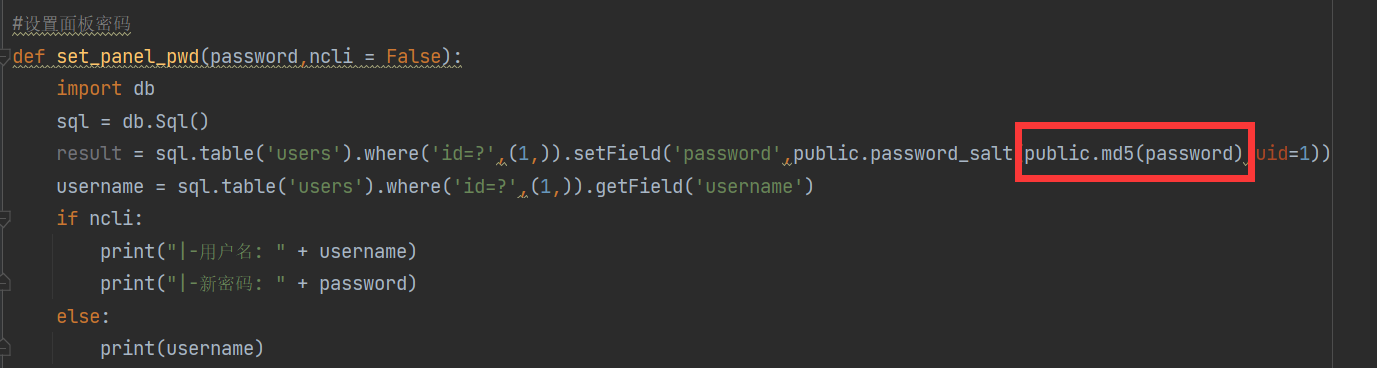 #设置面板密码
def set_panel_pwd(password,ncli = False):
    import db
    sql = db.Sql()
    result = sql.table('users').where('id=?',(1,)).setField('password',public.password_salt(public.md5(password),uid=1))
    username = sql.table('users').where('id=?',(1,)).getField('username')
    if ncli:
        print("|-用户名: " + username)
        print("|-新密码: " + password)
    else:
        print(username)